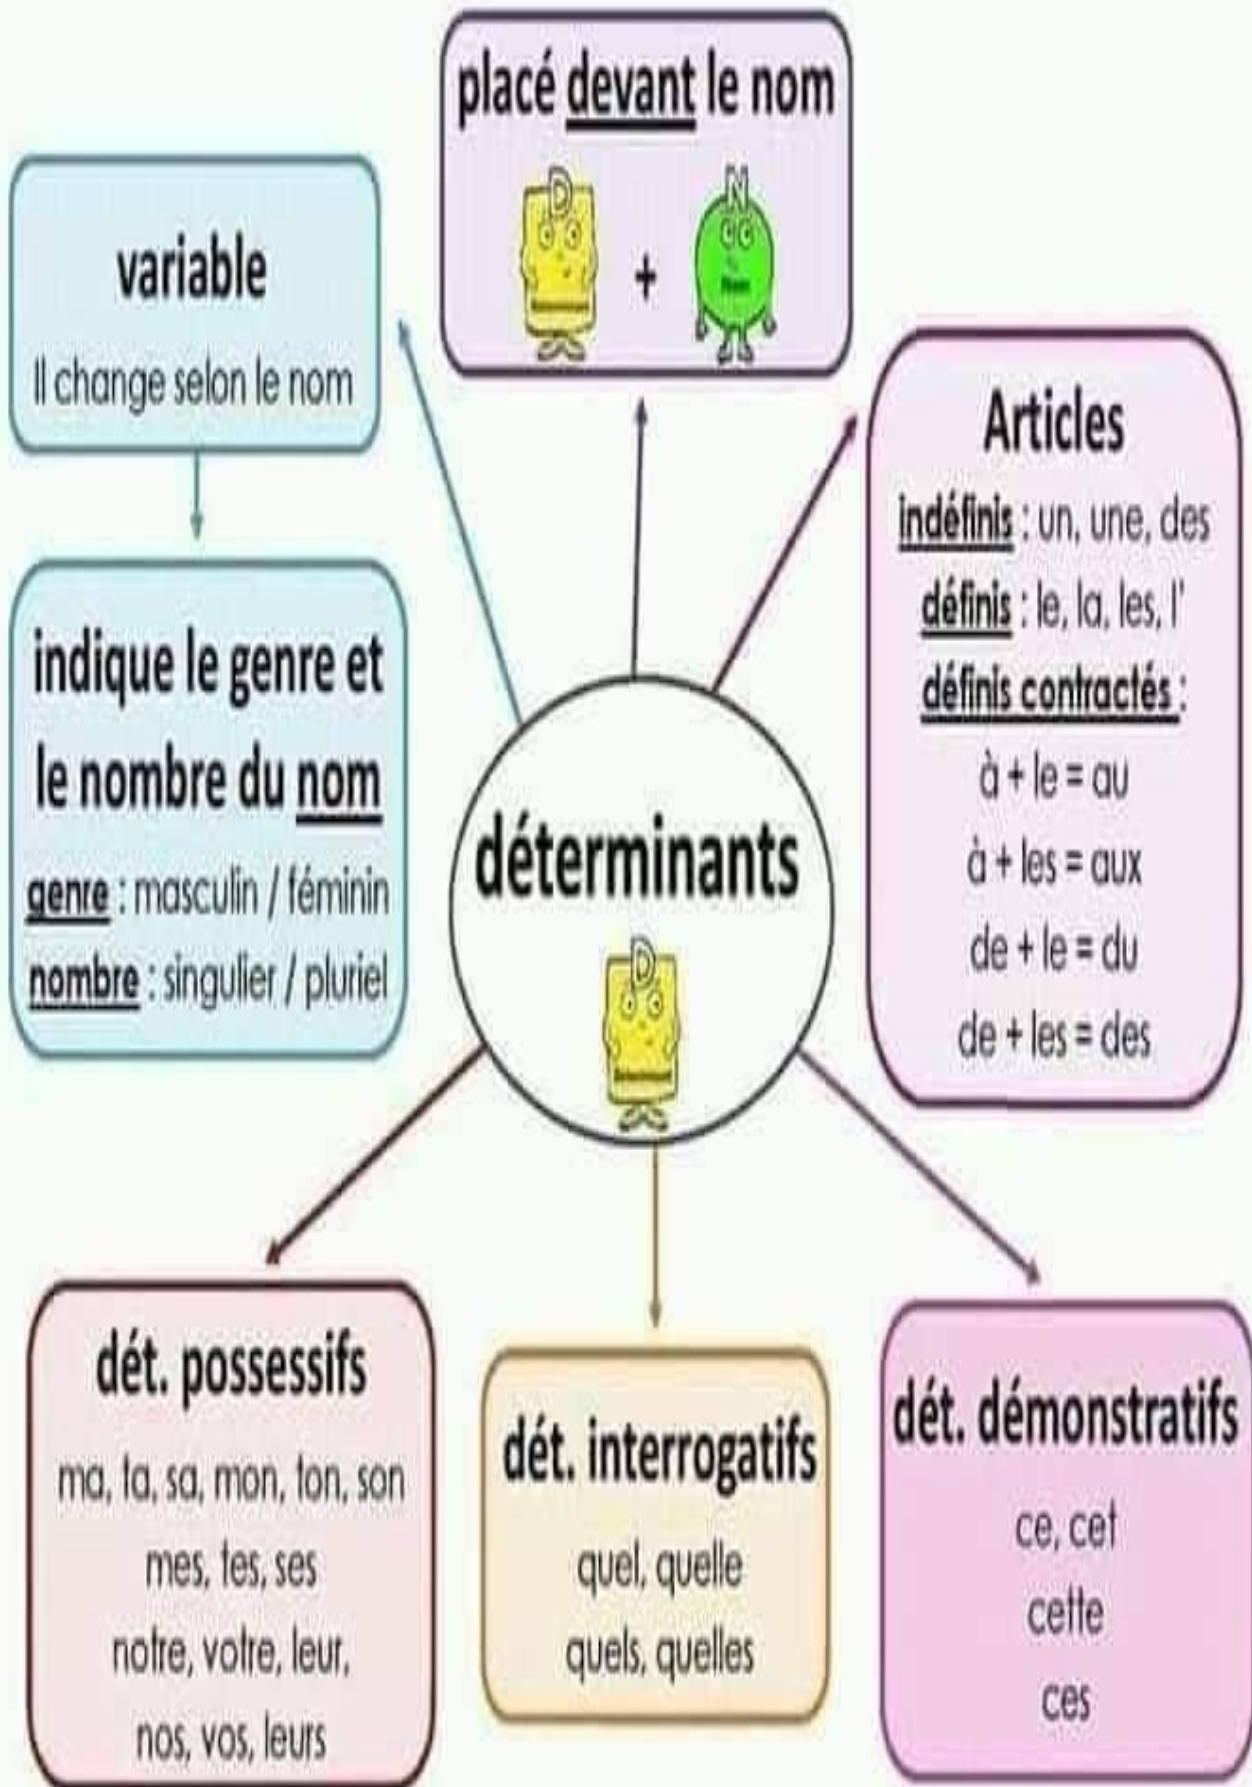 placé devant le nom
D
N
+
variable
Il change selon le nom
indique le genre et
le nombre du nom
genre : masculin / féminin
nombre : singulier / pluriel
Articles
indéfinis : un, une, des
définis : le, la, les, l'
définis contractés :
à + le = au
à + les = aux
de + le = du
de + les = des
déterminants
D
dét. possessifs
ma, ta, sa, mon, ton, son
mes, tes, ses
notre, votre, leur,
nos, vos, leurs
dét. interrogatifs
quel, quelle
quels, quelles
dét. démonstratifs
ce, cet
cette
ces